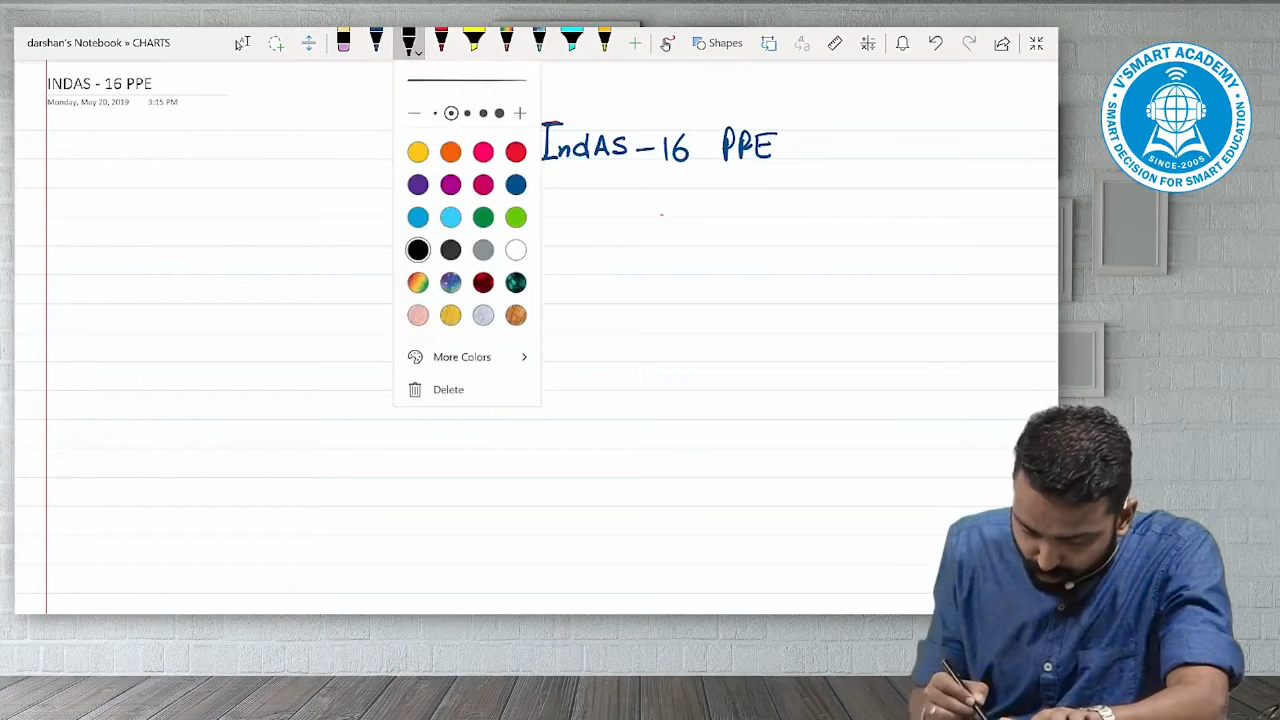 darshan's Notebook » CHARTS
Shapes
INDAS - 16 PPE
Monday, May 20, 2019 3:15 PM
IndAS - 16 PPE
More Colors
Delete
V'SMART ACADEMY
SINCE-2005
SMART DECISION FOR SMART EDUCATION